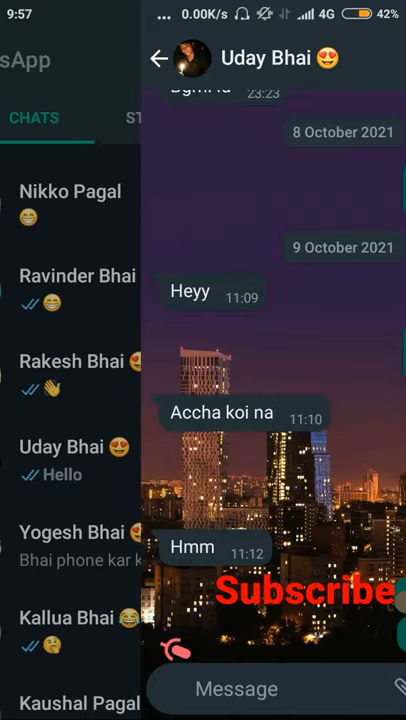 9:57
... 0.00K/s 4G 42%
sApp
CHATS
ST
Nikko Pagal
Ravinder Bhai
Rakesh Bhai
Uday Bhai
Hello
Yogesh Bhai
Bhai phone kar k
Kallua Bhai
Kaushal Pagal
Uday Bhai
23:23
8 October 2021
9 October 2021
Heyy 11:09
Accha koi na 11:10
Hmm 11:12
Subscribe
Message